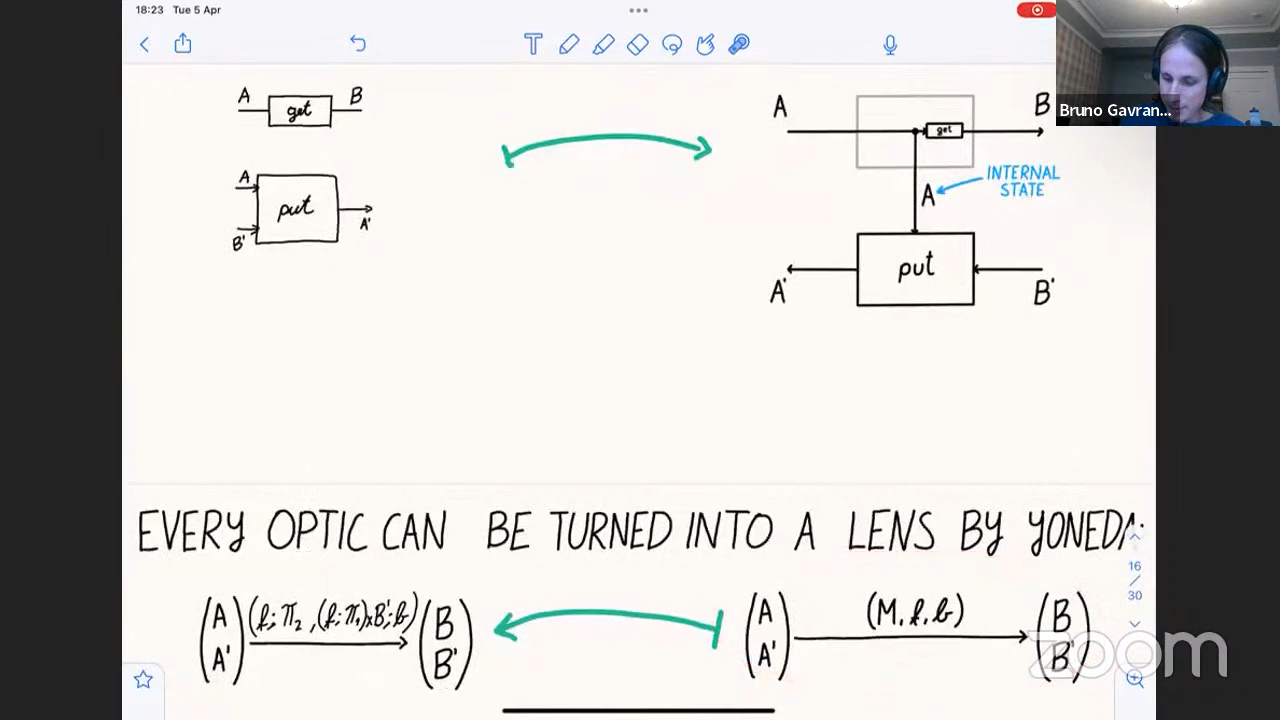 18:23 Tue 5 Apr
Bruno Gavran...
A get B
A B
get
A put
B' A'
INTERNAL
STATE
A
put
A' B'
EVERY OPTIC CAN BE TURNED INTO A LENS BY YONEDA
16
/
30
(A A') (f;π₂, (f;π₁)×B';b) (B B')
(A A') (M, f, b) (B B')
zoom